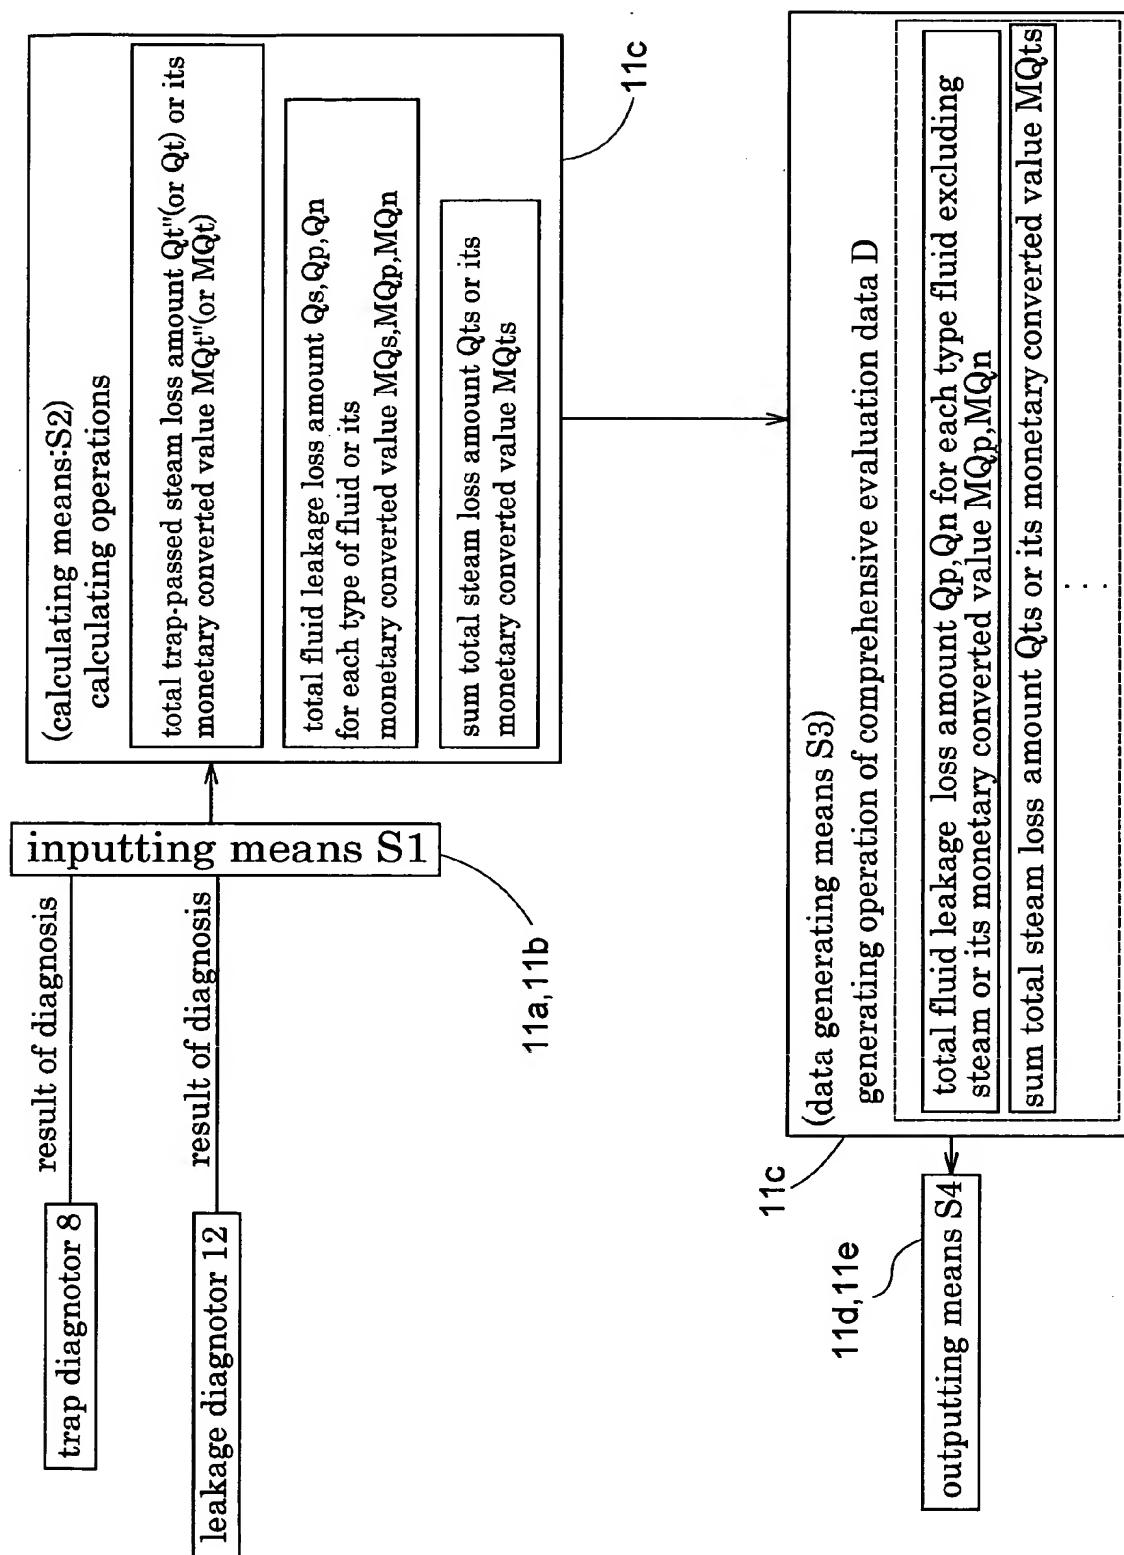 trap diagnotor 8
result of diagnosis
leakage diagnotor 12
result of diagnosis
inputting means S1
11a,11b
(calculating means:S2)
calculating operations
total trap-passed steam loss amount Qt"(or Qt) or its
monetary converted value MQt"(or MQt)
total fluid leakage loss amount Qs,Qp,Qn
for each type of fluid or its
monetary converted value MQs,MQp,MQn
sum total steam loss amount Qts or its
monetary converted value MQts
11c
(data generating means S3)
generating operation of comprehensive evaluation data D
total fluid leakage loss amount Qp,Qn for each type fluid excluding
steam or its monetary converted value MQp,MQn
sum total steam loss amount Qts or its monetary converted value MQts
...
11c
11d,11e
outputting means S4